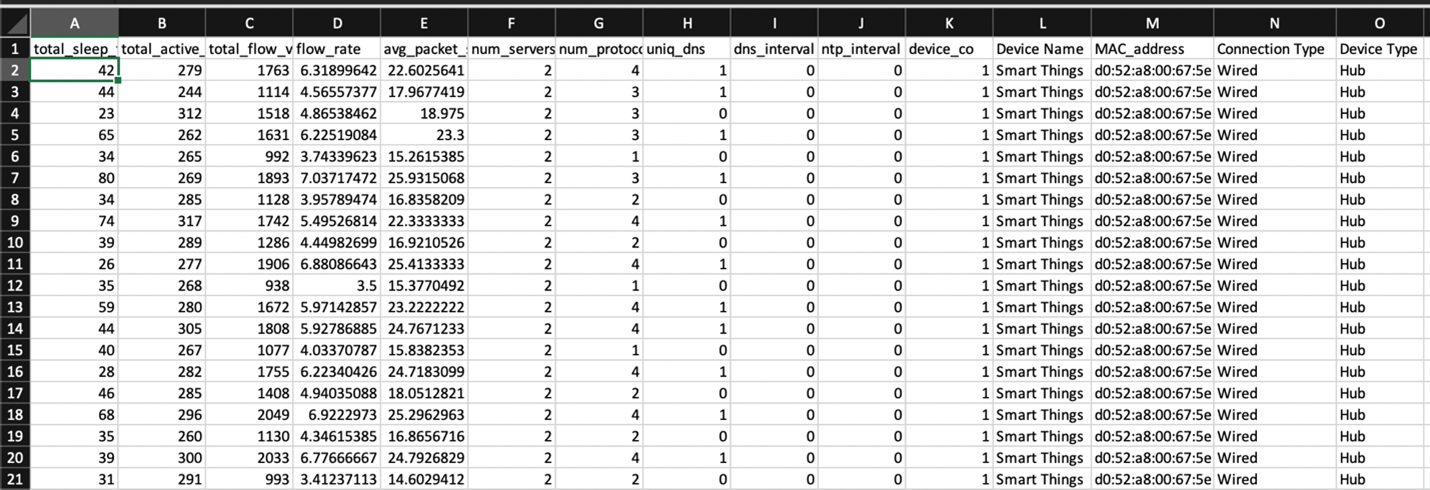 A B C D E F G H I J K L M N O
1 total_sleep_ total_active_ total_flow_v flow_rate avg_packet_ num_servers num_protoco uniq_dns dns_interval ntp_interval device_co Device Name MAC_address Connection Type Device Type
2 42 279 1763 6.31899642 22.6025641 2 4 1 0 0 1 Smart Things d0:52:a8:00:67:5e Wired Hub
3 44 244 1114 4.56557377 17.9677419 2 3 1 0 0 1 Smart Things d0:52:a8:00:67:5e Wired Hub
4 23 312 1518 4.86538462 18.975 2 3 0 0 0 1 Smart Things d0:52:a8:00:67:5e Wired Hub
5 65 262 1631 6.22519084 23.3 2 3 1 0 0 1 Smart Things d0:52:a8:00:67:5e Wired Hub
6 34 265 992 3.74339623 15.2615385 2 1 0 0 0 1 Smart Things d0:52:a8:00:67:5e Wired Hub
7 80 269 1893 7.03717472 25.9315068 2 3 1 0 0 1 Smart Things d0:52:a8:00:67:5e Wired Hub
8 34 285 1128 3.95789474 16.8358209 2 2 0 0 0 1 Smart Things d0:52:a8:00:67:5e Wired Hub
9 74 317 1742 5.49526814 22.3333333 2 4 1 0 0 1 Smart Things d0:52:a8:00:67:5e Wired Hub
10 39 289 1286 4.44982699 16.9210526 2 2 0 0 0 1 Smart Things d0:52:a8:00:67:5e Wired Hub
11 26 277 1906 6.88086643 25.4133333 2 4 1 0 0 1 Smart Things d0:52:a8:00:67:5e Wired Hub
12 35 268 938 3.5 15.3770492 2 1 0 0 0 1 Smart Things d0:52:a8:00:67:5e Wired Hub
13 59 280 1672 5.97142857 23.2222222 2 4 1 0 0 1 Smart Things d0:52:a8:00:67:5e Wired Hub
14 44 305 1808 5.92786885 24.7671233 2 4 1 0 0 1 Smart Things d0:52:a8:00:67:5e Wired Hub
15 40 267 1077 4.03370787 15.8382353 2 1 0 0 0 1 Smart Things d0:52:a8:00:67:5e Wired Hub
16 28 282 1755 6.22340426 24.7183099 2 4 1 0 0 1 Smart Things d0:52:a8:00:67:5e Wired Hub
17 46 285 1408 4.94035088 18.0512821 2 2 0 0 0 1 Smart Things d0:52:a8:00:67:5e Wired Hub
18 68 296 2049 6.9222973 25.2962963 2 4 1 0 0 1 Smart Things d0:52:a8:00:67:5e Wired Hub
19 35 260 1130 4.34615385 16.8656716 2 2 0 0 0 1 Smart Things d0:52:a8:00:67:5e Wired Hub
20 39 300 2033 6.77666667 24.7926829 2 4 1 0 0 1 Smart Things d0:52:a8:00:67:5e Wired Hub
21 31 291 993 3.41237113 14.6029412 2 2 0 0 0 1 Smart Things d0:52:a8:00:67:5e Wired Hub